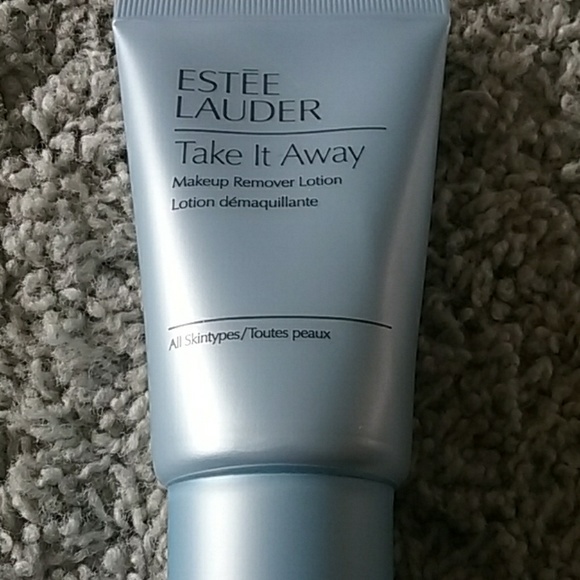 ESTĒE
LAUDER
Take It Away
Makeup Remover Lotion
Lotion démaquillante
All Skintypes/Toutes peaux